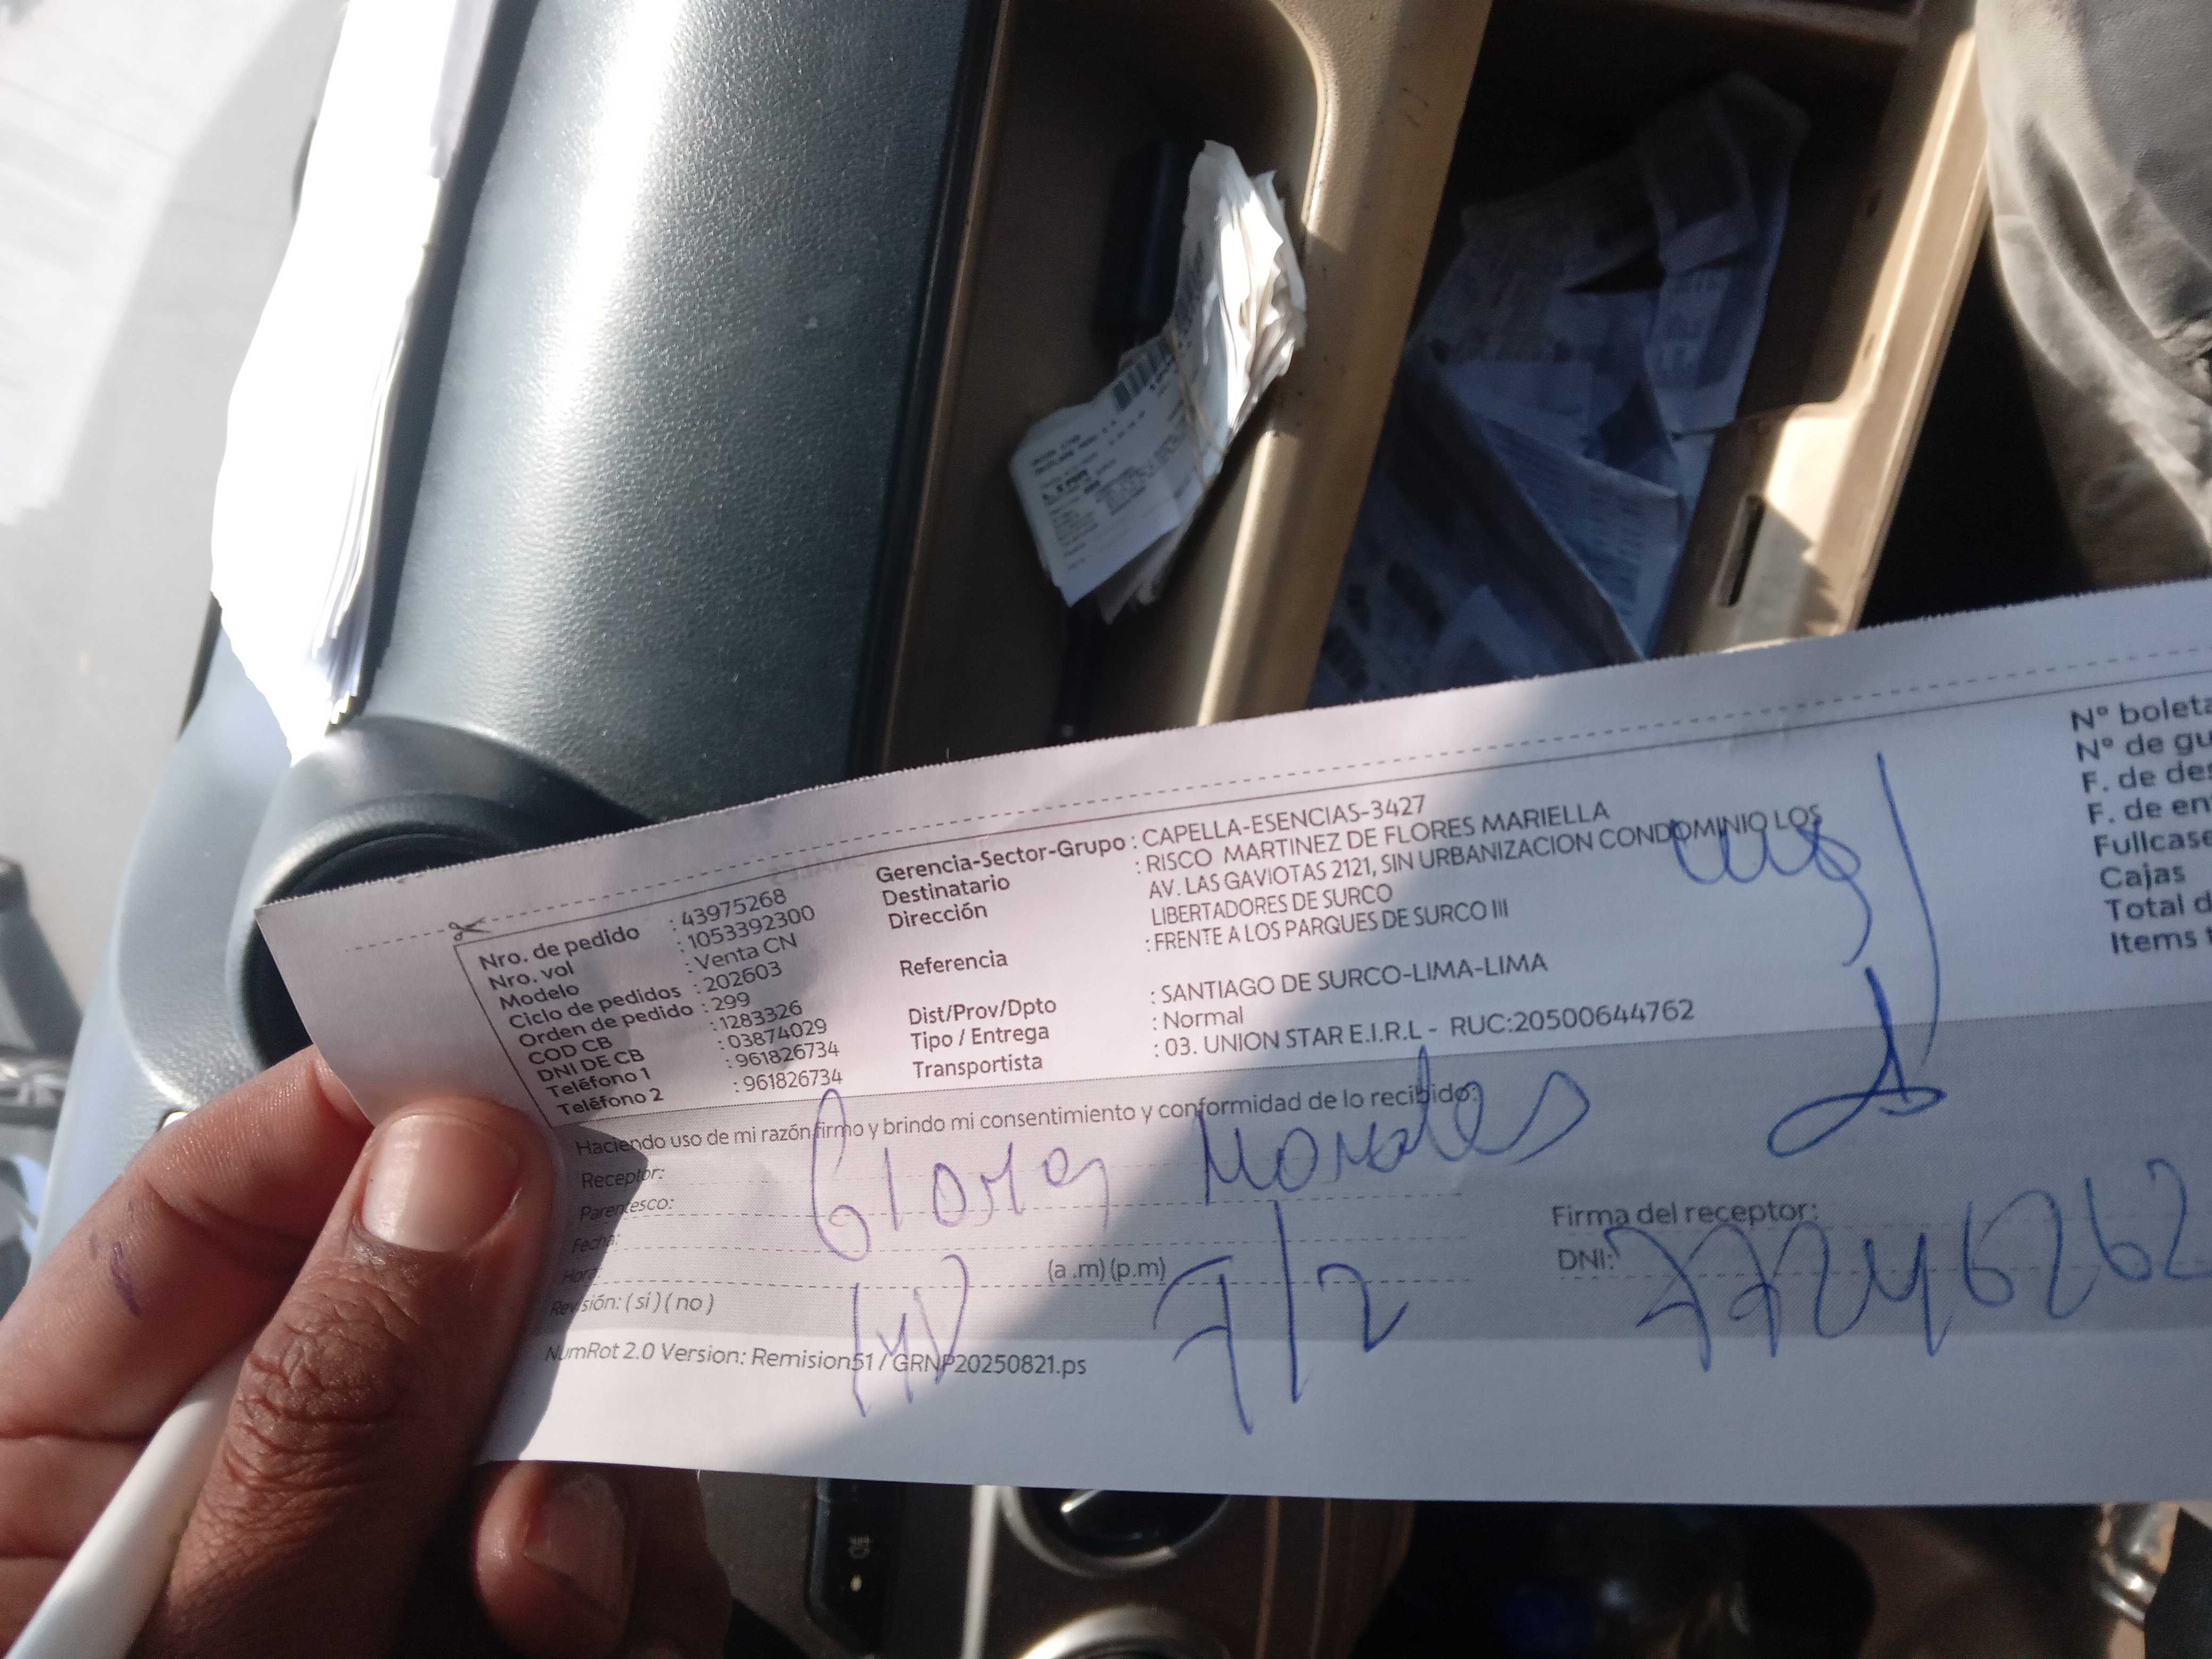 Nro. de pedido : 43975268
Nro. vol : 1053392300
Modelo : Venta CN
Ciclo de pedidos : 202603
Orden de pedido : 299
COD CB : 1283326
DNI DE CB : 03874029
Teléfono 1 : 961826734
Teléfono 2 : 961826734
Gerencia-Sector-Grupo : CAPELLA-ESENCIAS-3427
Destinatario : RISCO MARTINEZ DE FLORES MARIELLA
Dirección AV. LAS GAVIOTAS 2121, SIN URBANIZACION CONDOMINIO LOS
LIBERTADORES DE SURCO
Referencia : FRENTE A LOS PARQUES DE SURCO III
Dist/Prov/Dpto : SANTIAGO DE SURCO-LIMA-LIMA
Tipo / Entrega : Normal
Transportista : 03. UNION STAR E.I.R.L - RUC:20500644762
N° boleta
N° de gu
F. de des
F. de en
Fullcase
Cajas
Total d
Items t
Haciendo uso de mi razón firmo y brindo mi consentimiento y conformidad de lo recibido:
Receptor:
Parentesco:
Morales
Fecha:
Hora: (a .m) (p.m)
7/2
Revisión: ( si ) ( no )
Firma del receptor:
DNI: 77246262
NumRot 2.0 Version: Remision51 / GRNP20250821.ps